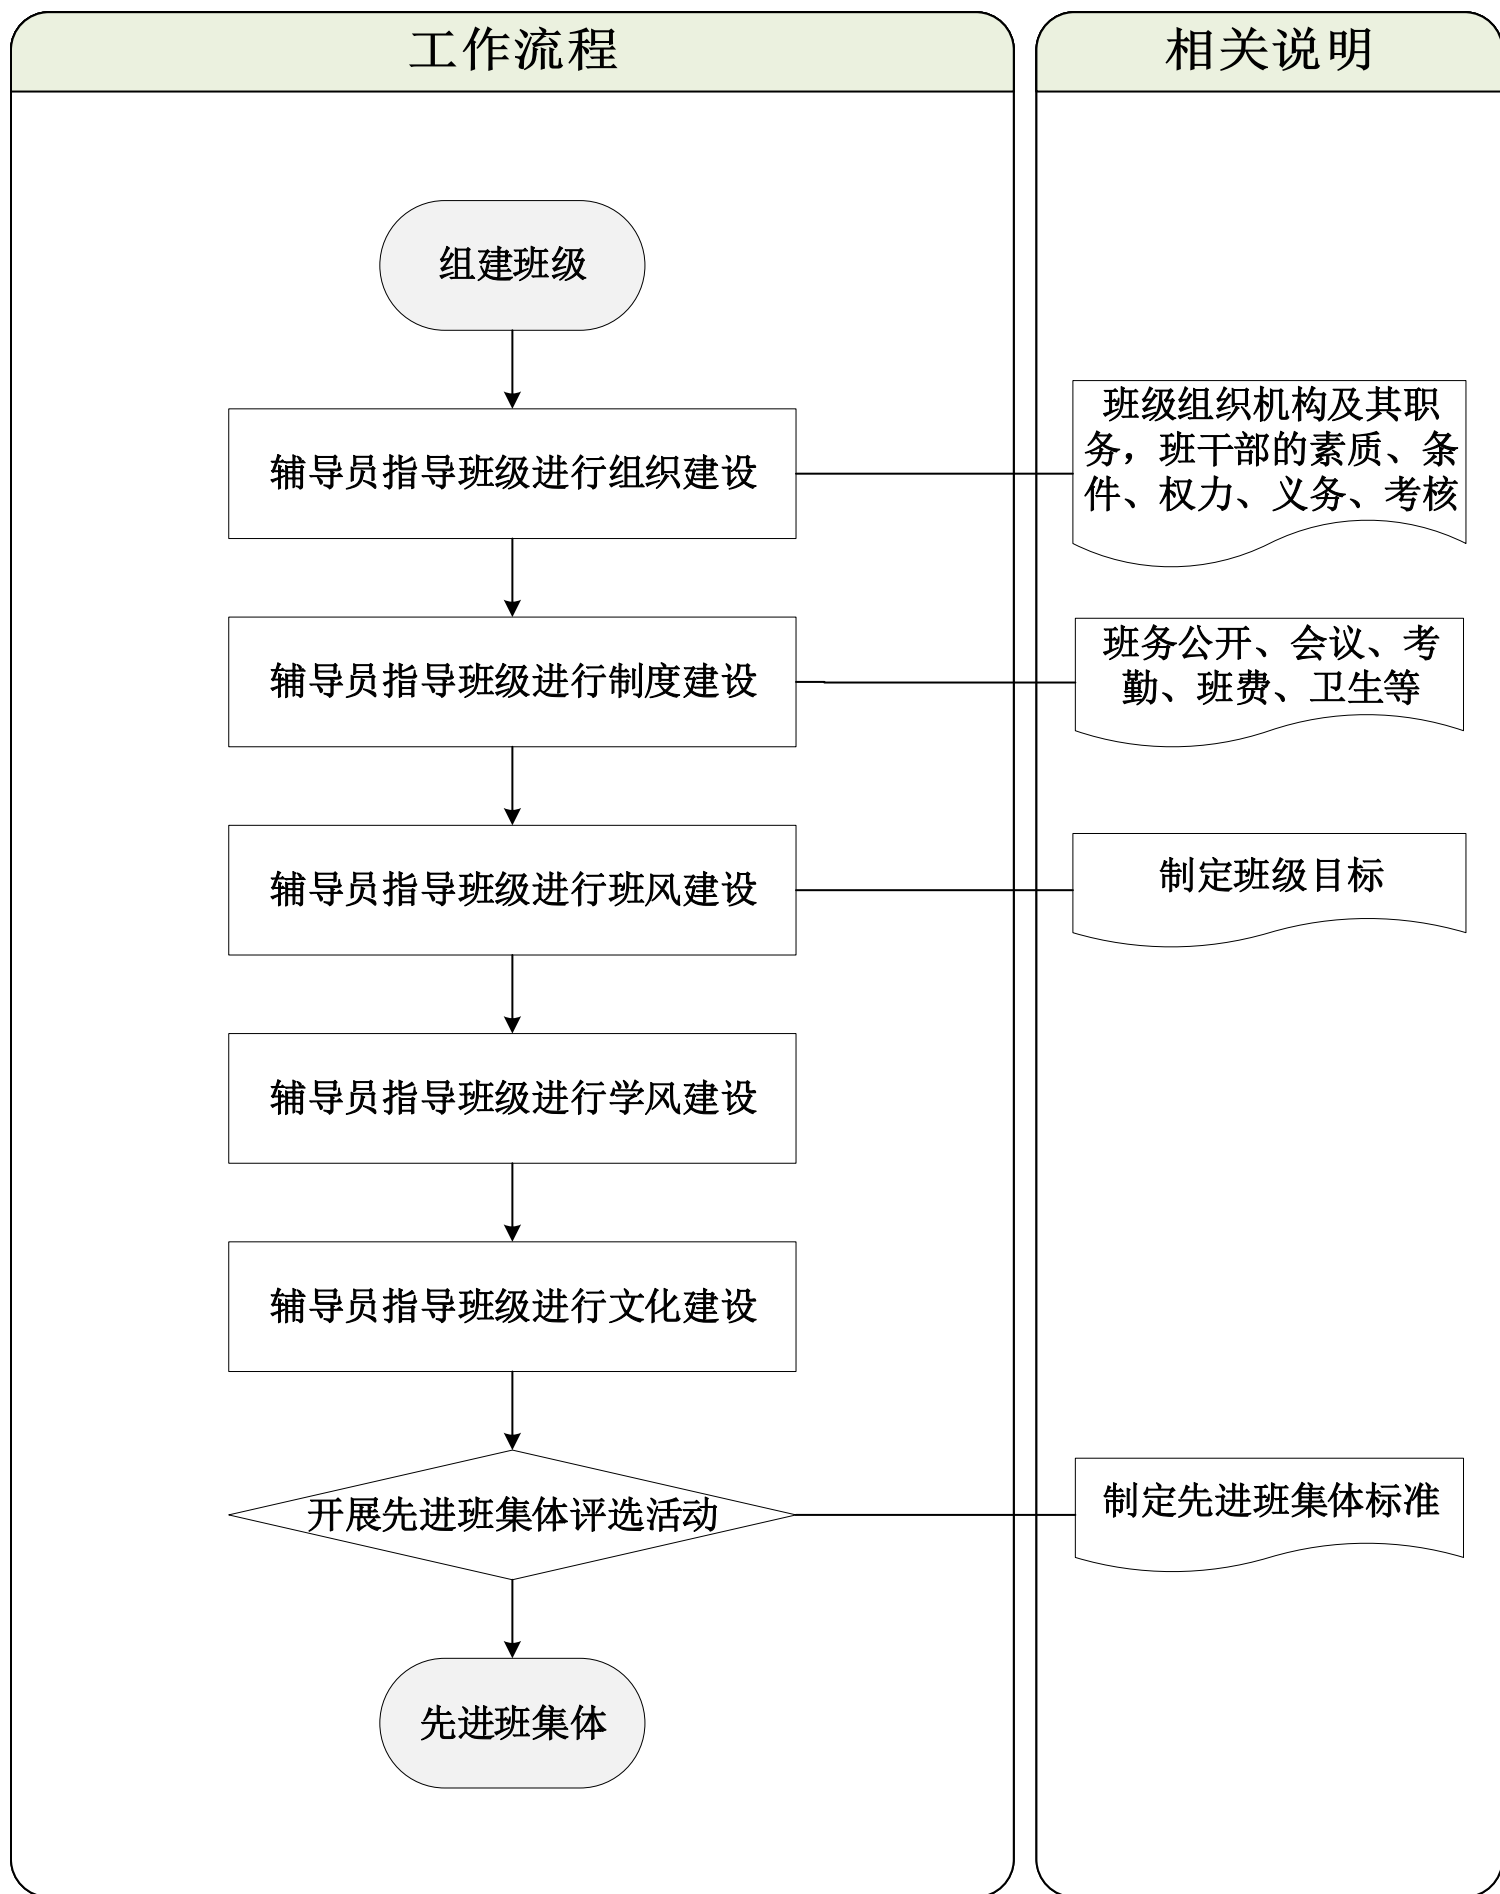 工作流程
相关说明
组建班级
辅导员指导班级进行组织建设
班级组织机构及其职
务，班干部的素质、条
件、权力、义务、考核
辅导员指导班级进行制度建设
班务公开、会议、考
勤、班费、卫生等
辅导员指导班级进行班风建设
制定班级目标
辅导员指导班级进行学风建设
辅导员指导班级进行文化建设
开展先进班集体评选活动
制定先进班集体标准
先进班集体